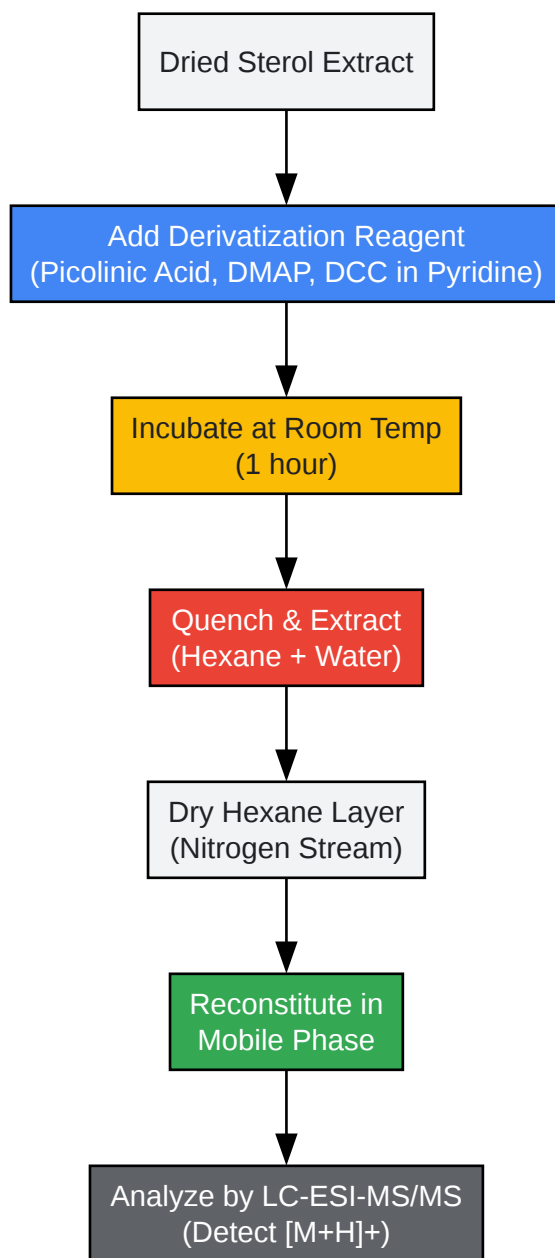 Dried Sterol Extract
Add Derivatization Reagent
(Picolinic Acid, DMAP, DCC in Pyridine)
Incubate at Room Temp
(1 hour)
Quench & Extract
(Hexane + Water)
Dry Hexane Layer
(Nitrogen Stream)
Reconstitute in
Mobile Phase
Analyze by LC-ESI-MS/MS
(Detect [M+H]+)